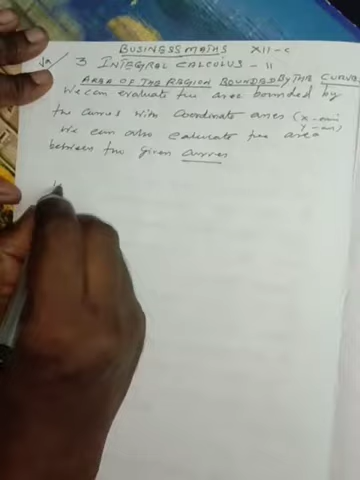 BUSINESS MATHS XII-C
3 INTEGRAL CALCULUS - II
AREA OF THE REGION BOUNDED BY THE CURVE
We can evaluate the area bounded by
the curves with coordinate axes (x-axis
y-axis)
We can also calculate the area
between two given curves